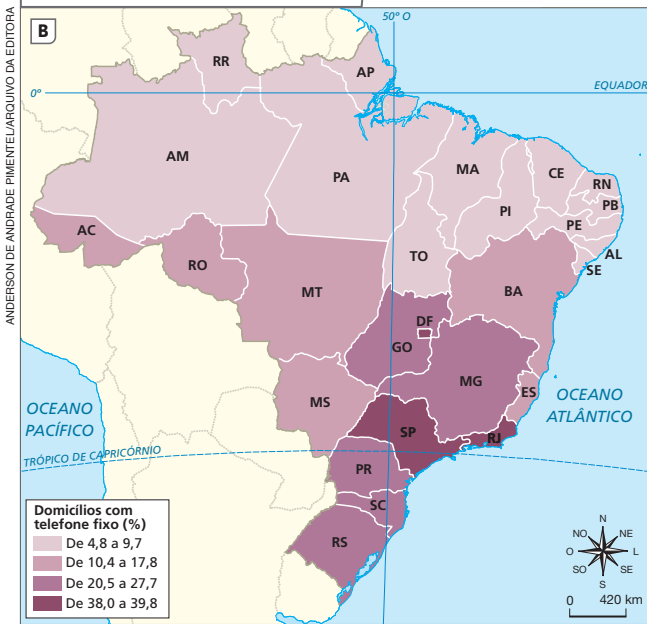 ANDERSON DE ANDRADE PIMENTEL/ARQUIVO DA EDITORA
B
50° O
0°
EQUADOR
RR
AP
AM
PA
MA
CE
RN
PB
PI
PE
AL
SE
AC
RO
TO
MT
BA
DF
GO
MG
ES
MS
SP
RJ
PR
SC
RS
OCEANO
PACÍFICO
OCEANO
ATLÂNTICO
TRÓPICO DE CAPRICÓRNIO
Domicílios com
telefone fixo (%)
De 4,8 a 9,7
De 10,4 a 17,8
De 20,5 a 27,7
De 38,0 a 39,8
N
NO NE
O L
SO SE
S
0 420 km